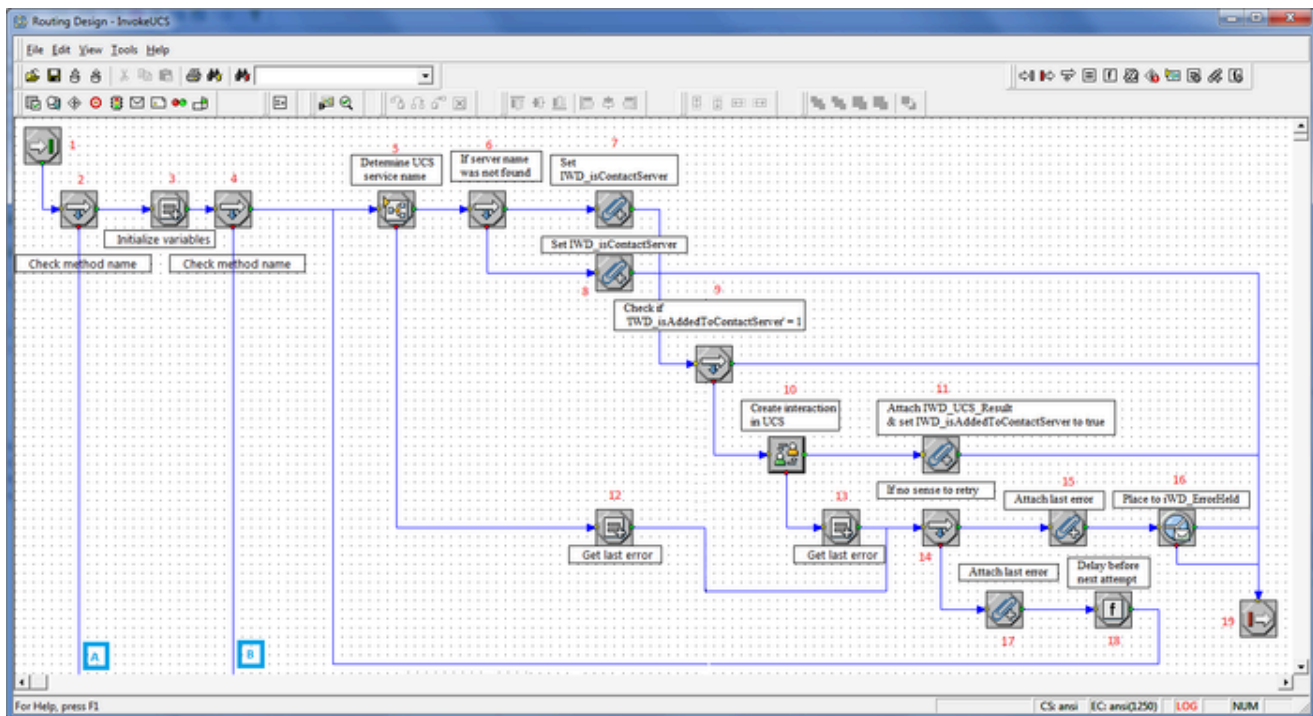 Routing Design - InvokeUCS
File Edit View Tools Help
1
2
3
4
5
6
7
Determine UCS
service name
If server name
was not found
Set
IWD_isContactServer
Initialize variables
Check method name
Check method name
Set IWD_isContactServer
8
9
Check if
'IWD_isAddedToContactServer' = 1
10
11
Create interaction
in UCS
Attach IWD_UCS_Result
& set IWD_isAddedToContactServer to true
12
13
If no sense to retry
15
16
Attach last error
Place to iWD_ErrorHeld
Get last error
Get last error
14
Attach last error
Delay before
next attempt
17
18
19
A
B
For Help, press F1
CS: ansi
EC: ansi(1250)
LOG
NUM